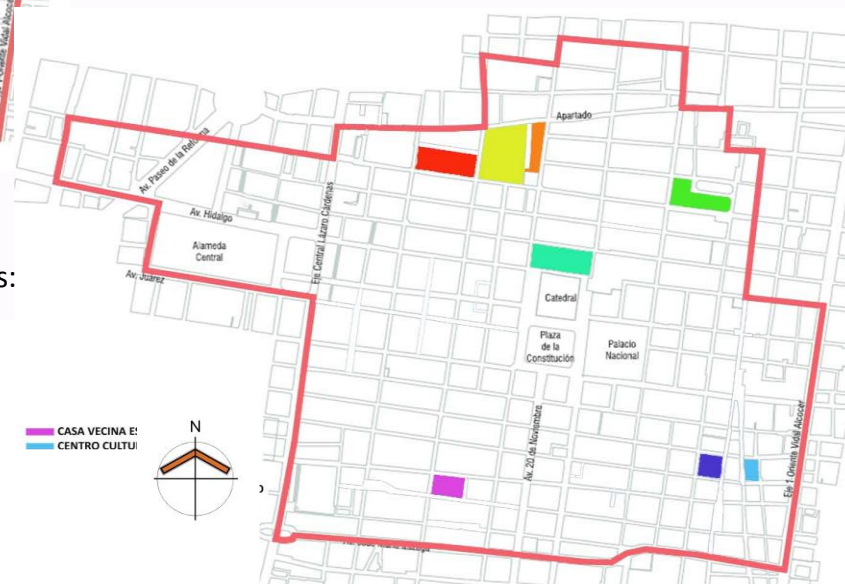 Apartado
Av. Paseo de la Reforma
Av. Hidalgo
Eje Central Lázaro Cárdenas
Alameda
Central
s:
Av. Juárez
Catedral
Plaza
de la
Constitución
Palacio
Nacional
Av. 20 de Noviembre
Eje 1 Oriente Vidal Alcocer
CASA VECINA ES
CENTRO CULTU
N